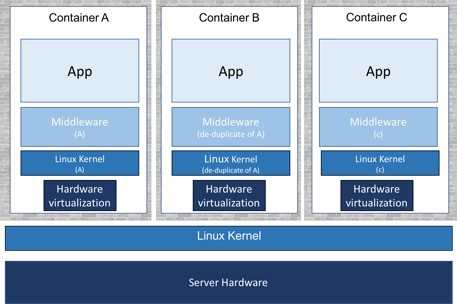 Container A
App
Middleware
(A)
Linux Kernel
(A)
Hardware
virtualization
Container B
App
Middleware
(de-duplicate of A)
Linux Kernel
(de-duplicate of A)
Hardware
virtualization
Container C
App
Middleware
(c)
Linux Kernel
(c)
Hardware
virtualization
Linux Kernel
Server Hardware